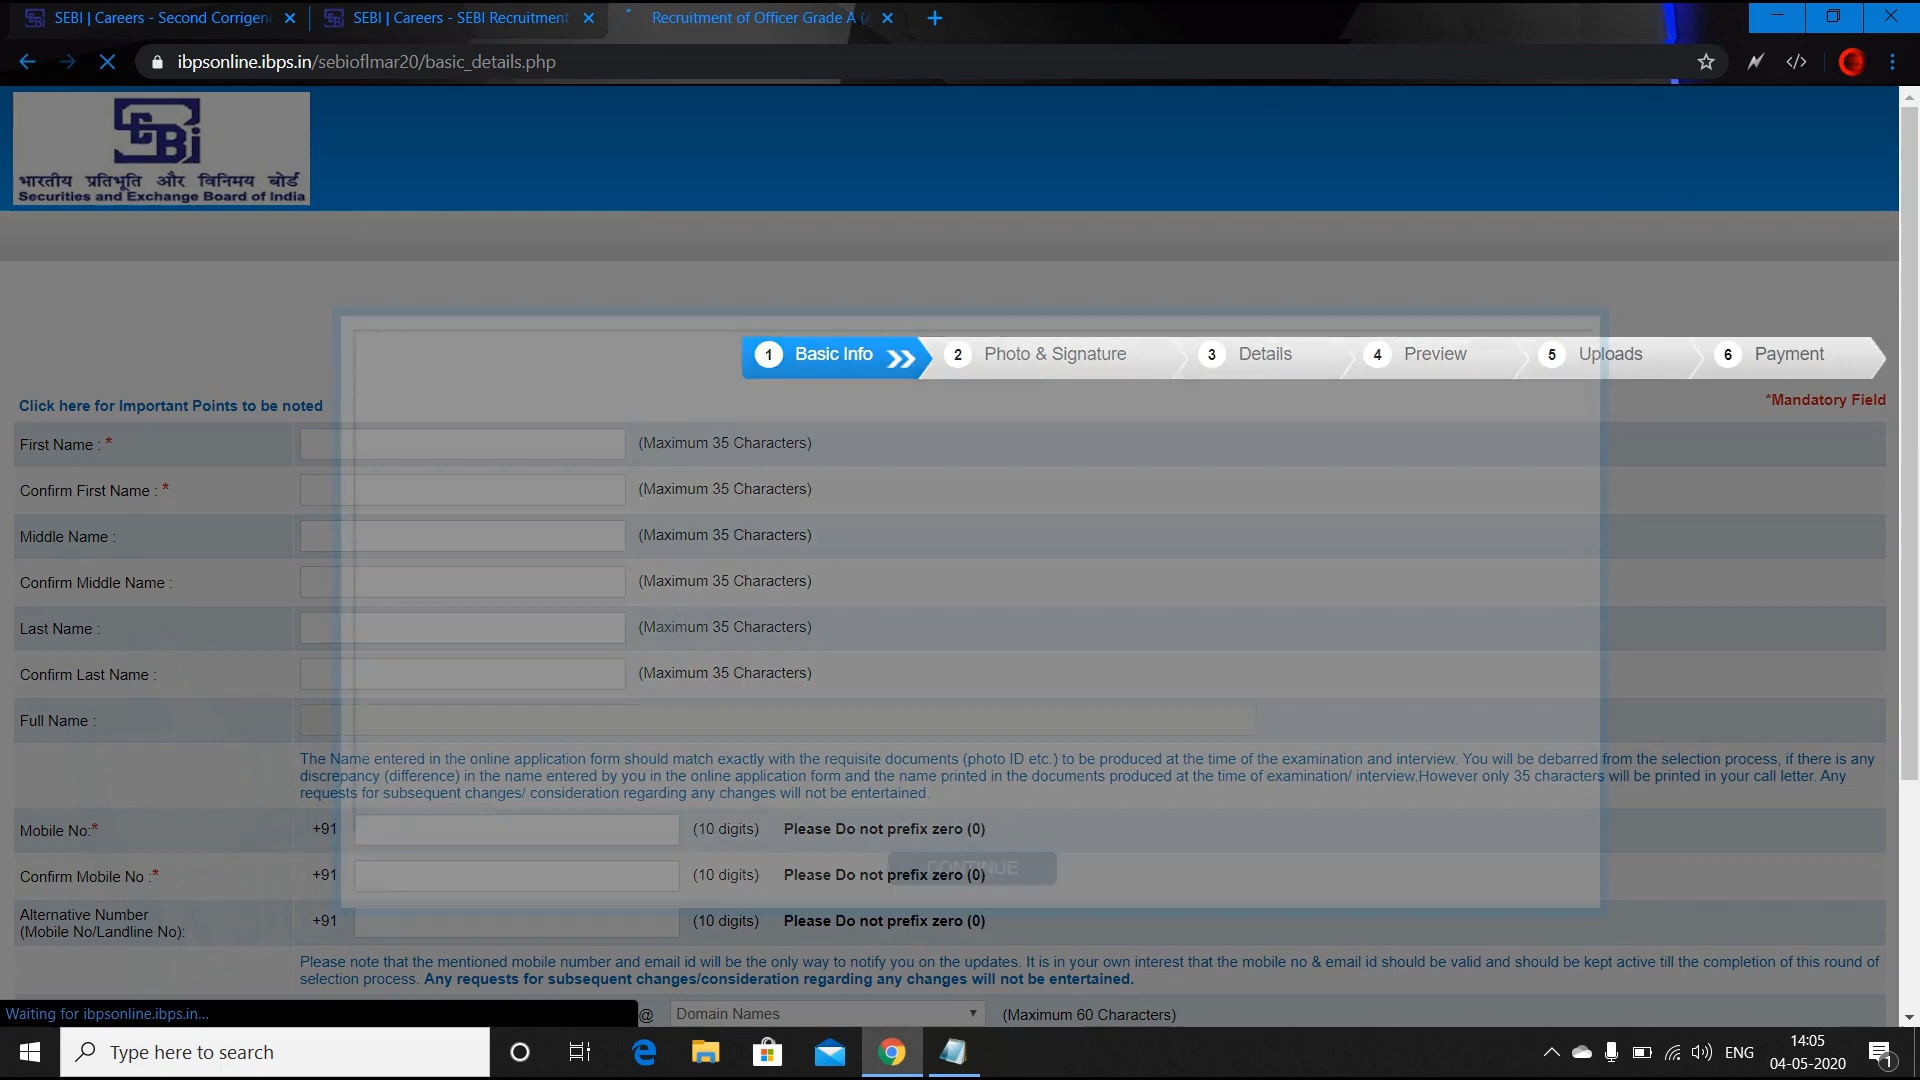 SEBI | Careers - Second Corrigen
SEBI | Careers - SEBI Recruitment
Recruitment of Officer Grade A (
ibpsonline.ibps.in/sebioflmar20/basic_details.php
SEBI
भारतीय प्रतिभूति और विनिमय बोर्ड
Securities and Exchange Board of India
1 Basic Info
2 Photo & Signature
3 Details
4 Preview
5 Uploads
6 Payment
Click here for Important Points to be noted
*Mandatory Field
First Name : * (Maximum 35 Characters)
Confirm First Name : * (Maximum 35 Characters)
Middle Name : (Maximum 35 Characters)
Confirm Middle Name : (Maximum 35 Characters)
Last Name : (Maximum 35 Characters)
Confirm Last Name : (Maximum 35 Characters)
Full Name :
The Name entered in the online application form should match exactly with the requisite documents (photo ID etc.) to be produced at the time of the examination and interview. You will be debarred from the selection process, if there is any
discrepancy (difference) in the name entered by you in the online application form and the name printed in the documents produced at the time of examination/ interview.However only 35 characters will be printed in your call letter. Any
requests for subsequent changes/ consideration regarding any changes will not be entertained.
Mobile No:* +91 (10 digits) Please Do not prefix zero (0)
CONTINUE
Confirm Mobile No :* +91 (10 digits) Please Do not prefix zero (0)
Alternative Number
(Mobile No/Landline No): +91 (10 digits) Please Do not prefix zero (0)
Please note that the mentioned mobile number and email id will be the only way to notify you on the updates. It is in your own interest that the mobile no & email id should be valid and should be kept active till the completion of this round of
selection process. Any requests for subsequent changes/consideration regarding any changes will not be entertained.
Waiting for ibpsonline.ibps.in...
@ Domain Names (Maximum 60 Characters)
Type here to search
ENG
14:05
04-05-2020
1